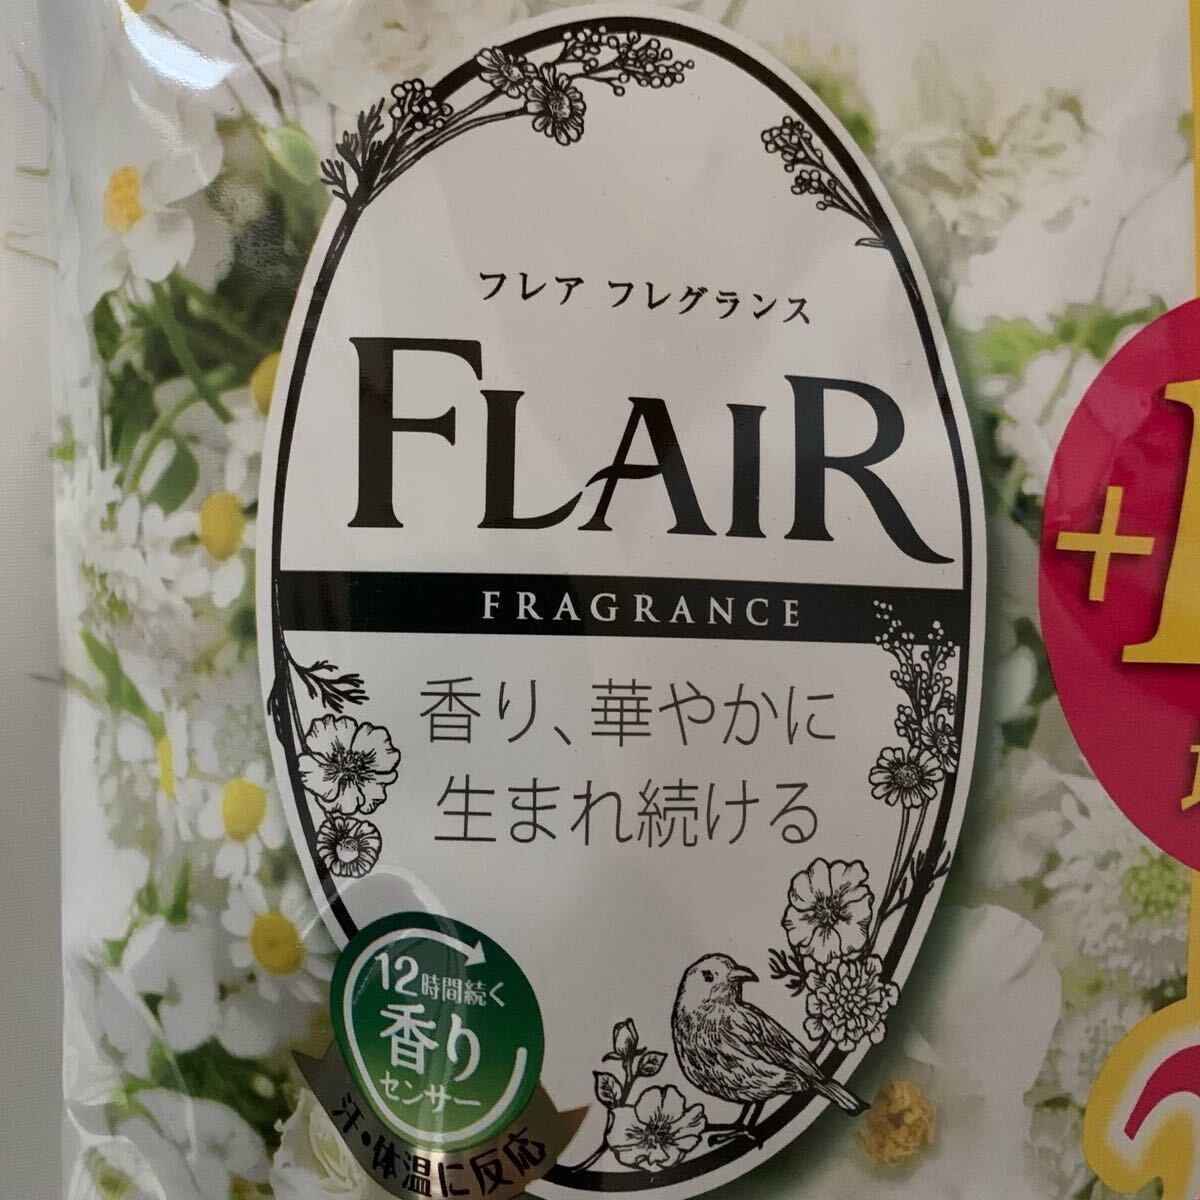 フレア フレグランス
FLAIR
FRAGRANCE
香り、華やかに
生まれ続ける
12時間続く
香り
センサー
汗・体温に反応
+